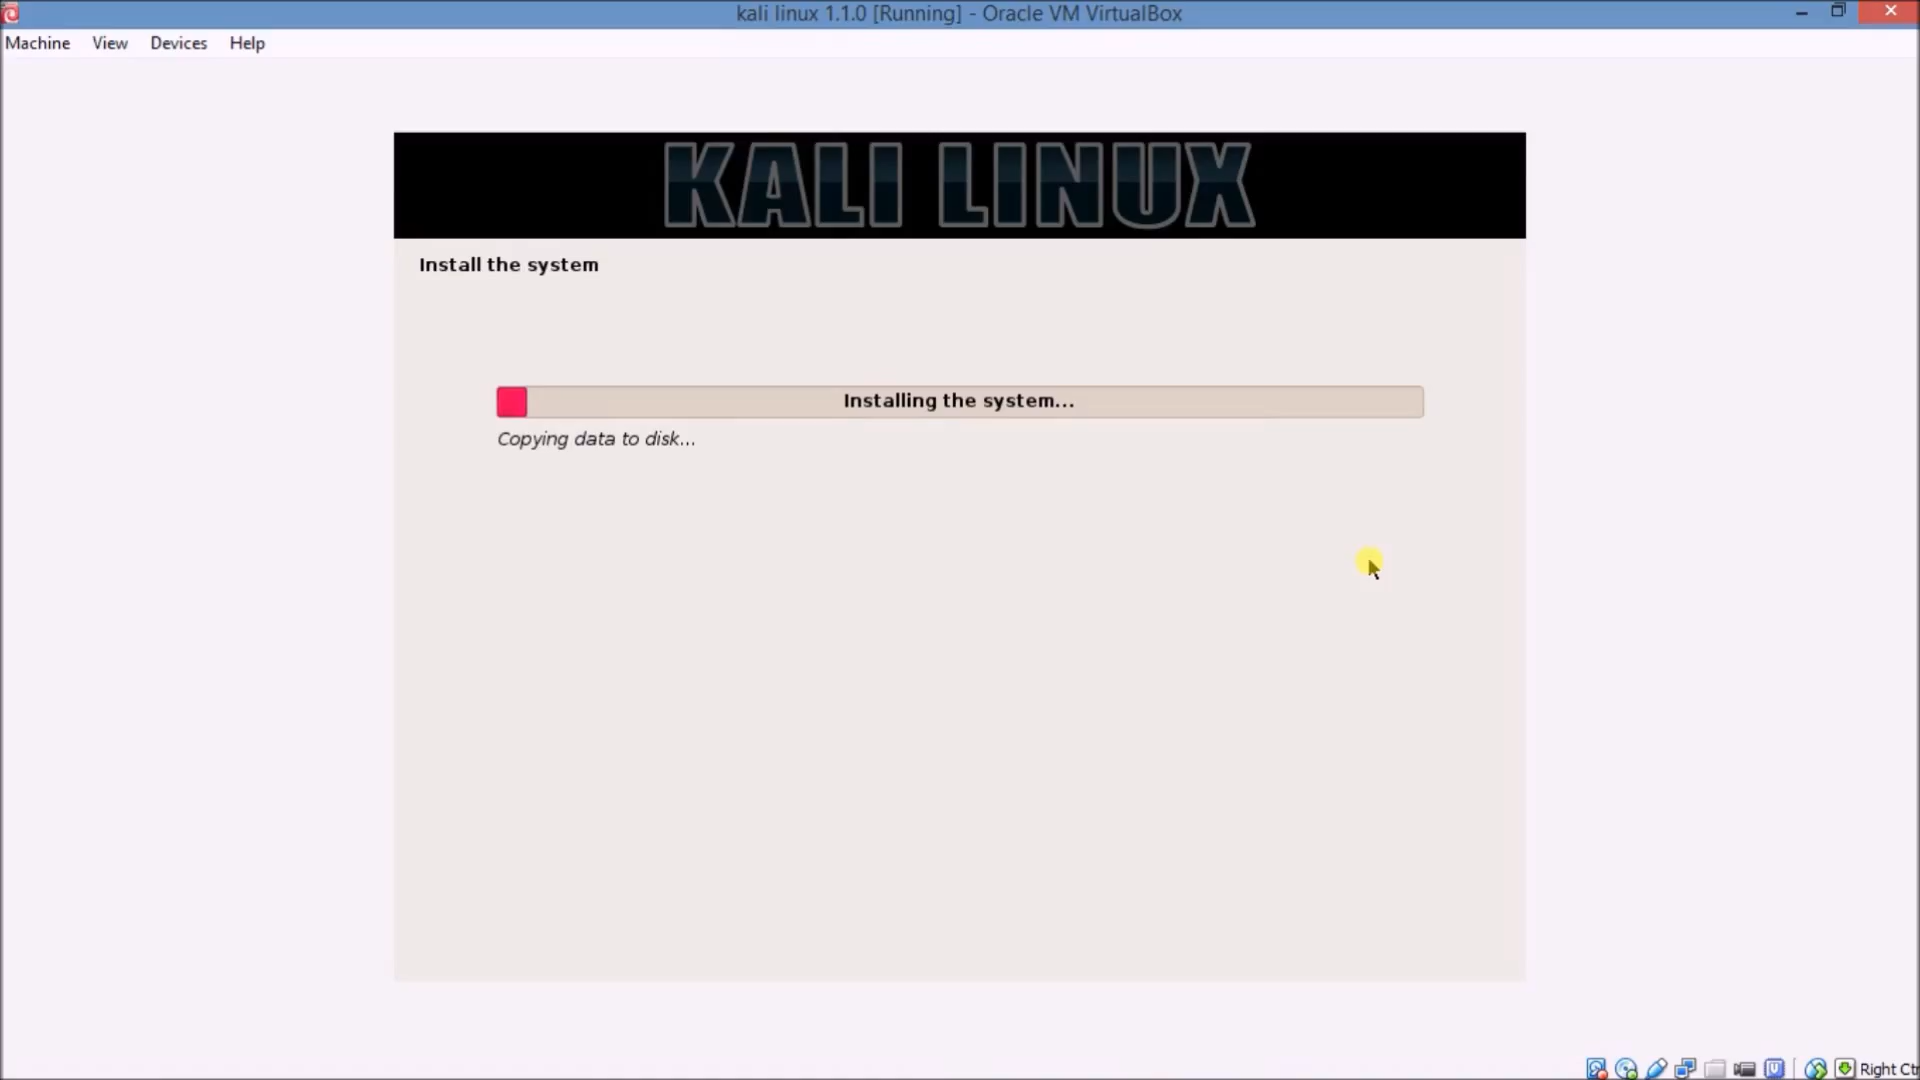 kali linux 1.1.0 [Running] - Oracle VM VirtualBox
Machine View Devices Help
KALI LINUX
Install the system
Installing the system...
Copying data to disk...
Right Ctr